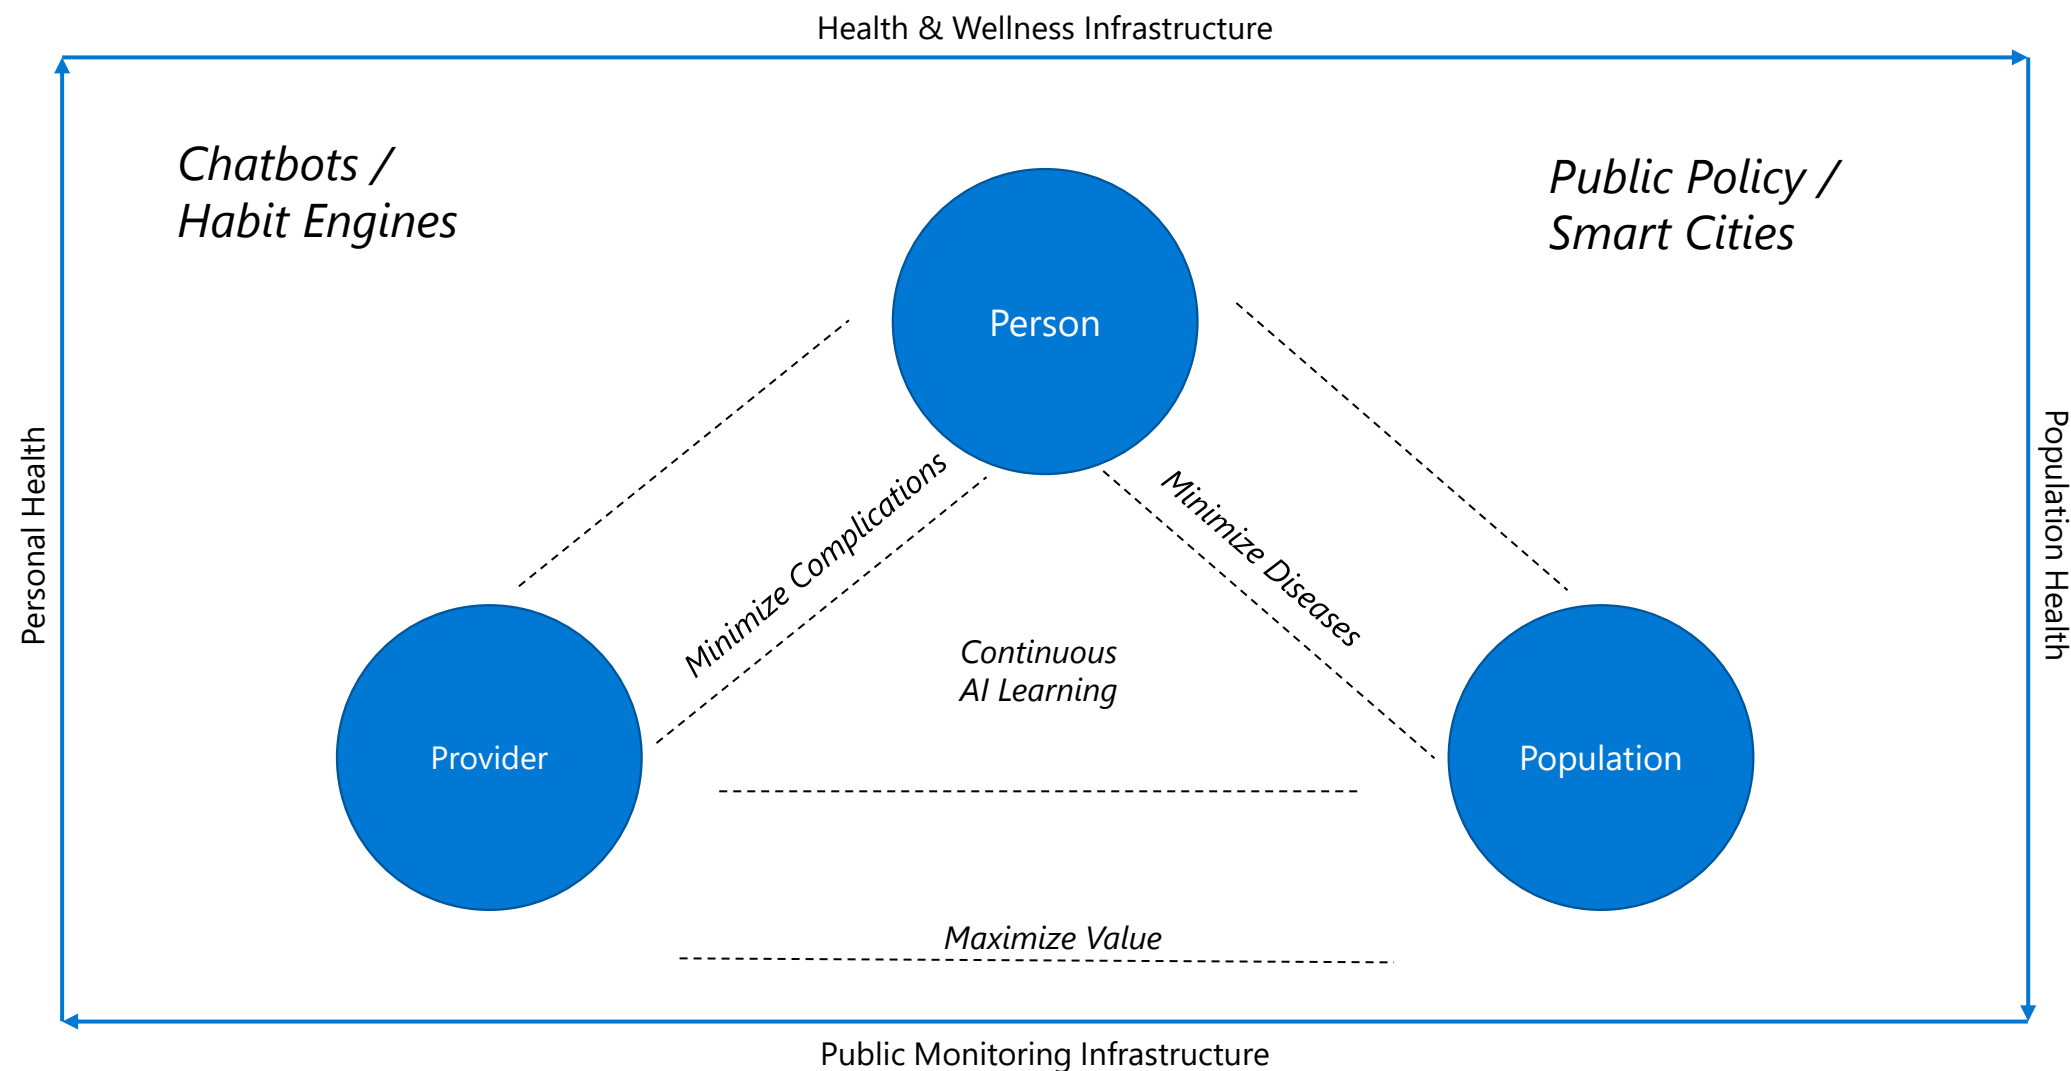 Health & Wellness Infrastructure
Chatbots /
Habit Engines
Public Policy /
Smart Cities
Person
Personal Health
Population Health
Minimize Complications
Minimize Diseases
Continuous
AI Learning
Provider
Population
Maximize Value
Public Monitoring Infrastructure